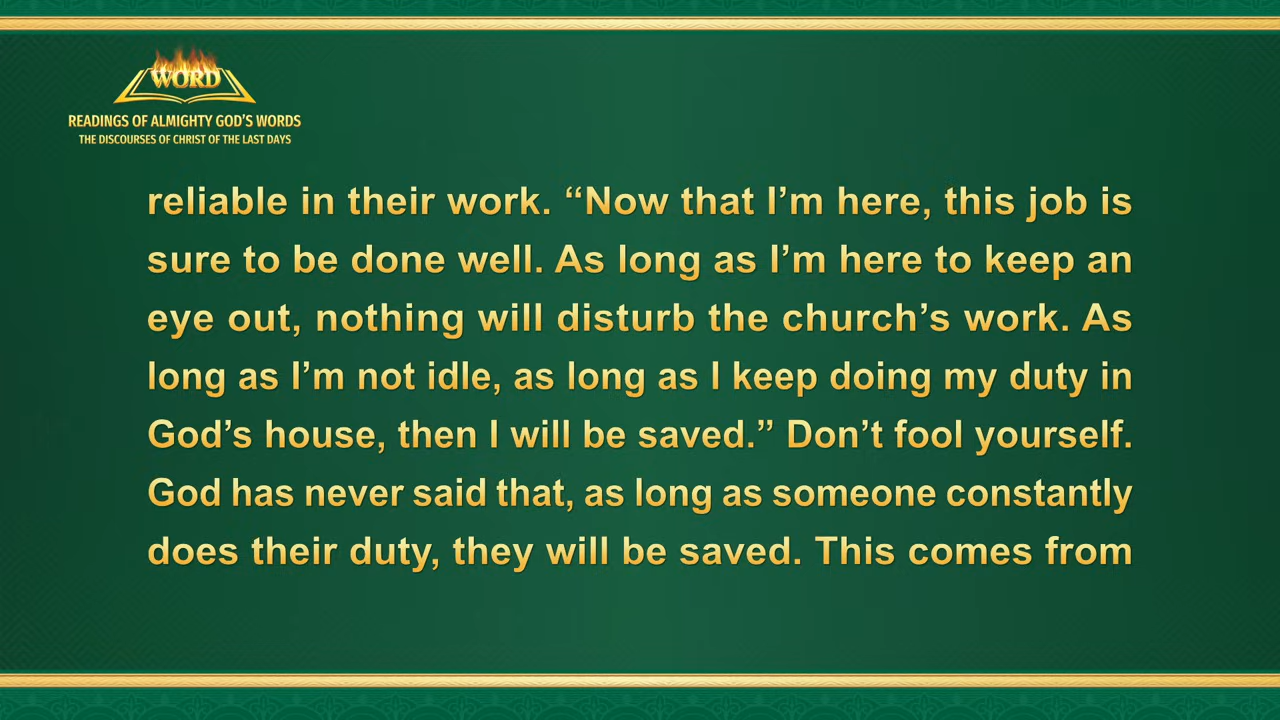 WORD
READINGS OF ALMIGHTY GOD'S WORDS
THE DISCOURSES OF CHRIST OF THE LAST DAYS
reliable in their work. “Now that I’m here, this job is
sure to be done well. As long as I’m here to keep an
eye out, nothing will disturb the church’s work. As
long as I’m not idle, as long as I keep doing my duty in
God’s house, then I will be saved.” Don’t fool yourself.
God has never said that, as long as someone constantly
does their duty, they will be saved. This comes from